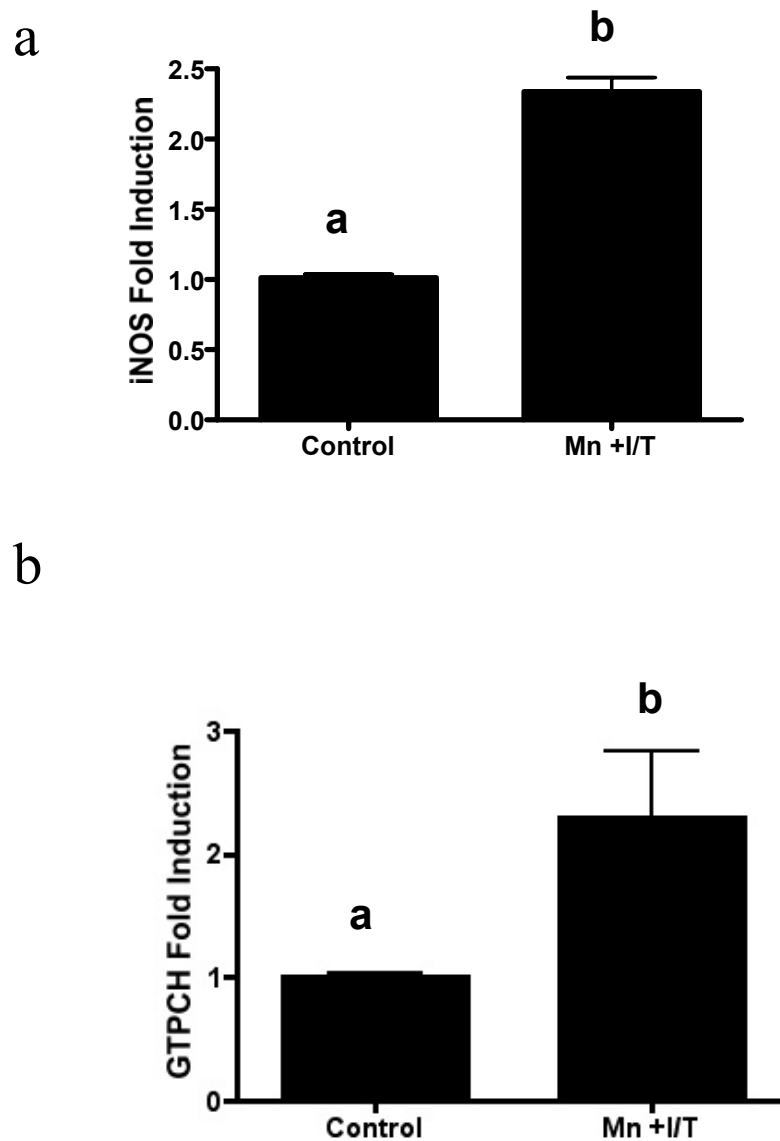 a
b
2.5
2.0
1.5
1.0
0.5
0.0
iNOS Fold Induction
a
Control
Mn +I/T
b
b
3
2
1
0
GTPCH Fold Induction
a
Control
Mn +I/T